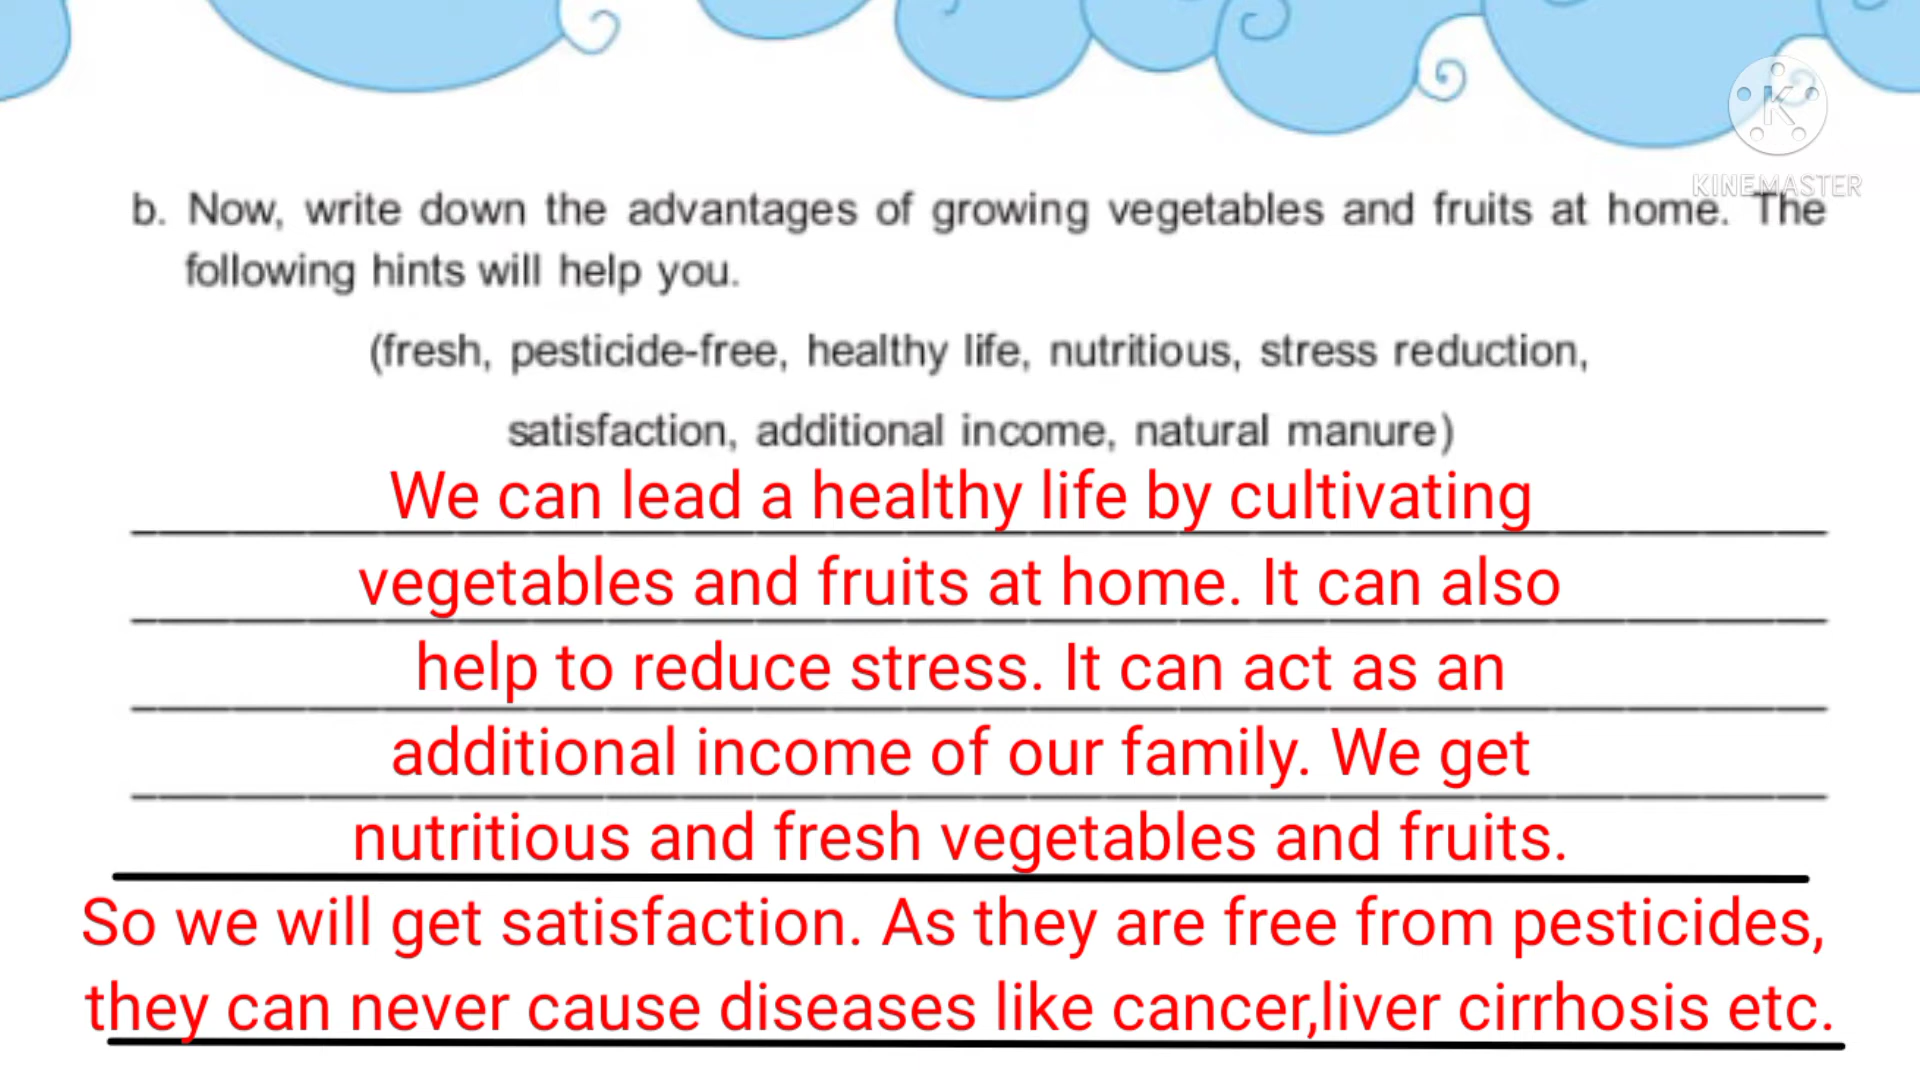 K
KINEMASTER
b. Now, write down the advantages of growing vegetables and fruits at home. The
following hints will help you.
(fresh, pesticide-free, healthy life, nutritious, stress reduction,
satisfaction, additional income, natural manure)
We can lead a healthy life by cultivating
vegetables and fruits at home. It can also
help to reduce stress. It can act as an
additional income of our family. We get
nutritious and fresh vegetables and fruits.
So we will get satisfaction. As they are free from pesticides,
they can never cause diseases like cancer,liver cirrhosis etc.